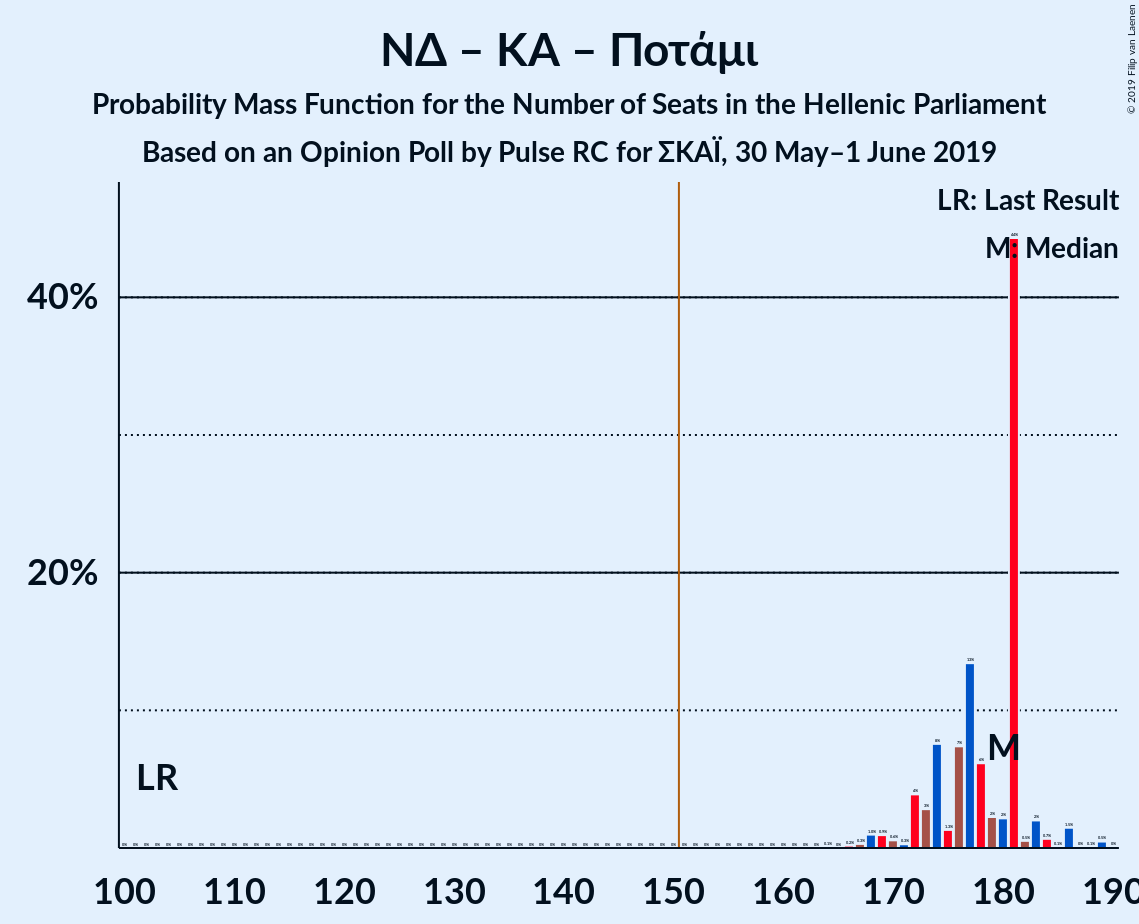 ΝΔ – ΚΑ – Ποτάμι
Probability Mass Function for the Number of Seats in the Hellenic Parliament
Based on an Opinion Poll by Pulse RC for ΣΚΑΪ, 30 May–1 June 2019
© 2019 Filip van Laenen
LR: Last Result
M: Median
40%
20%
LR
M
100 110 120 130 140 150 160 170 180 190